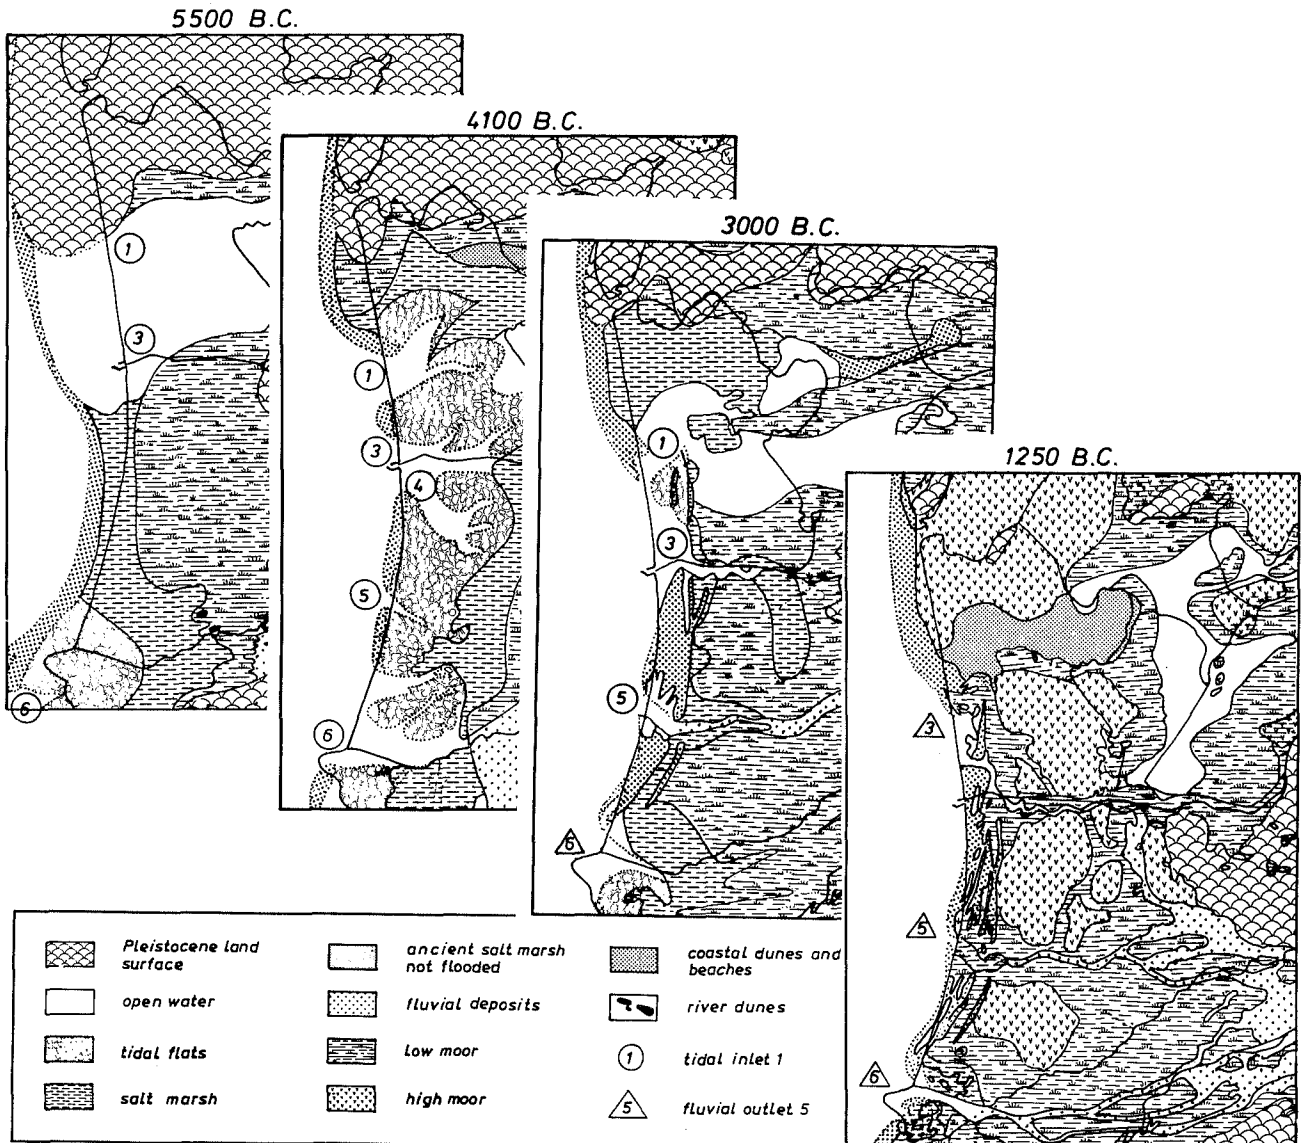 5500 B.C.
1
3
6
4100 B.C.
1
3
4
5
6
3000 B.C.
1
3
5
6
1250 B.C.
3
5
6
Pleistocene land
surface
open water
tidal flats
salt marsh
ancient salt marsh
not flooded
fluvial deposits
low moor
high moor
coastal dunes and
beaches
river dunes
1 tidal inlet 1
5 fluvial outlet 5